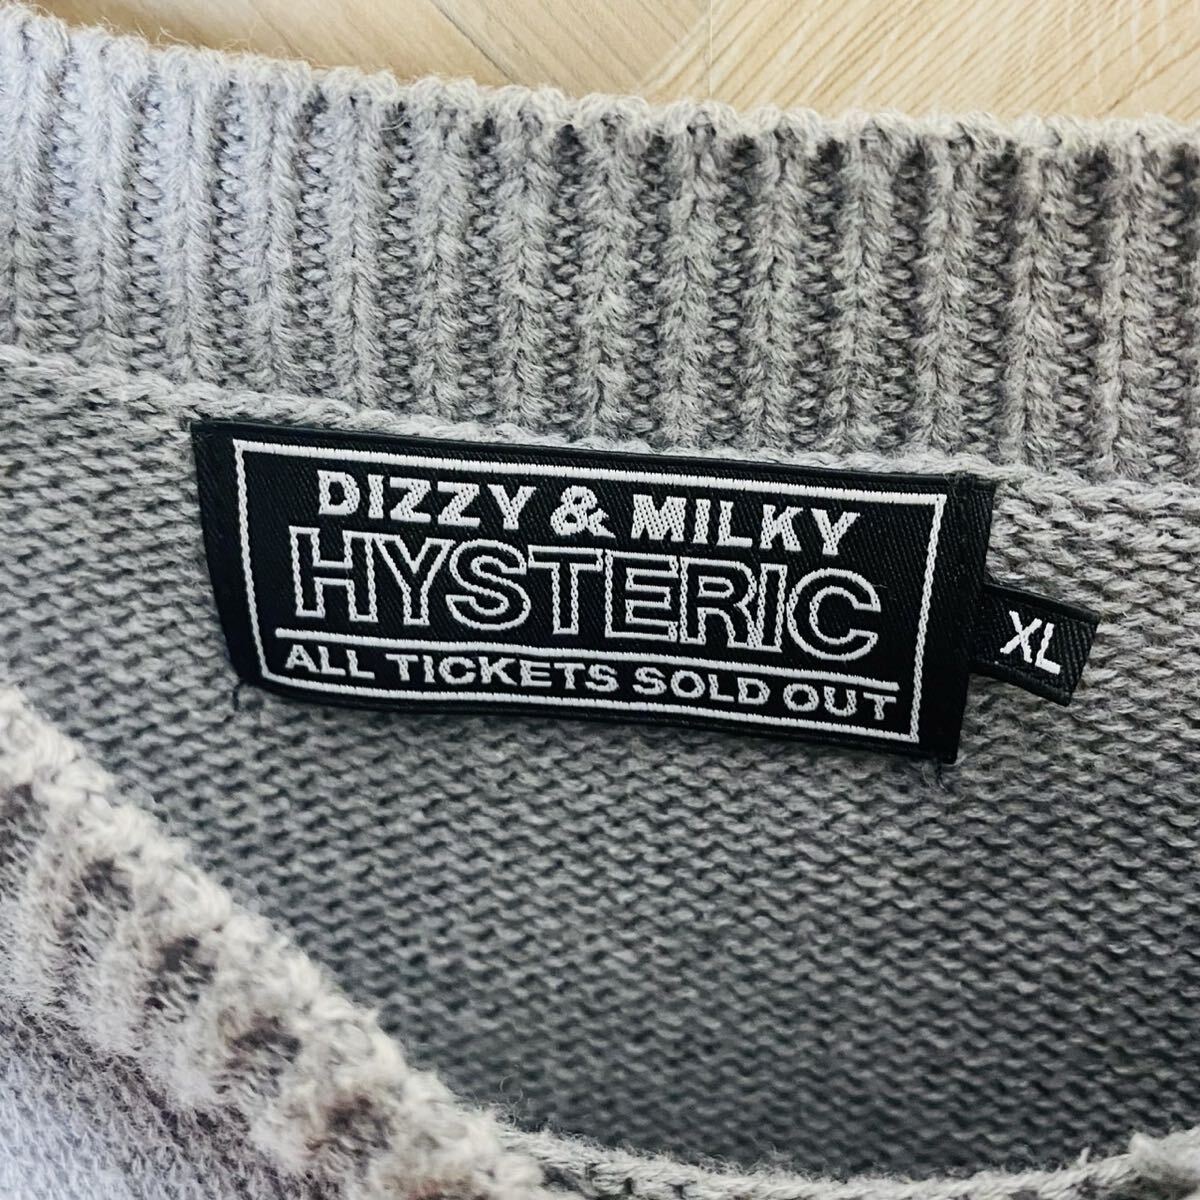 DIZZY & MILKY
HYSTERIC
ALL TICKETS SOLD OUT
XL